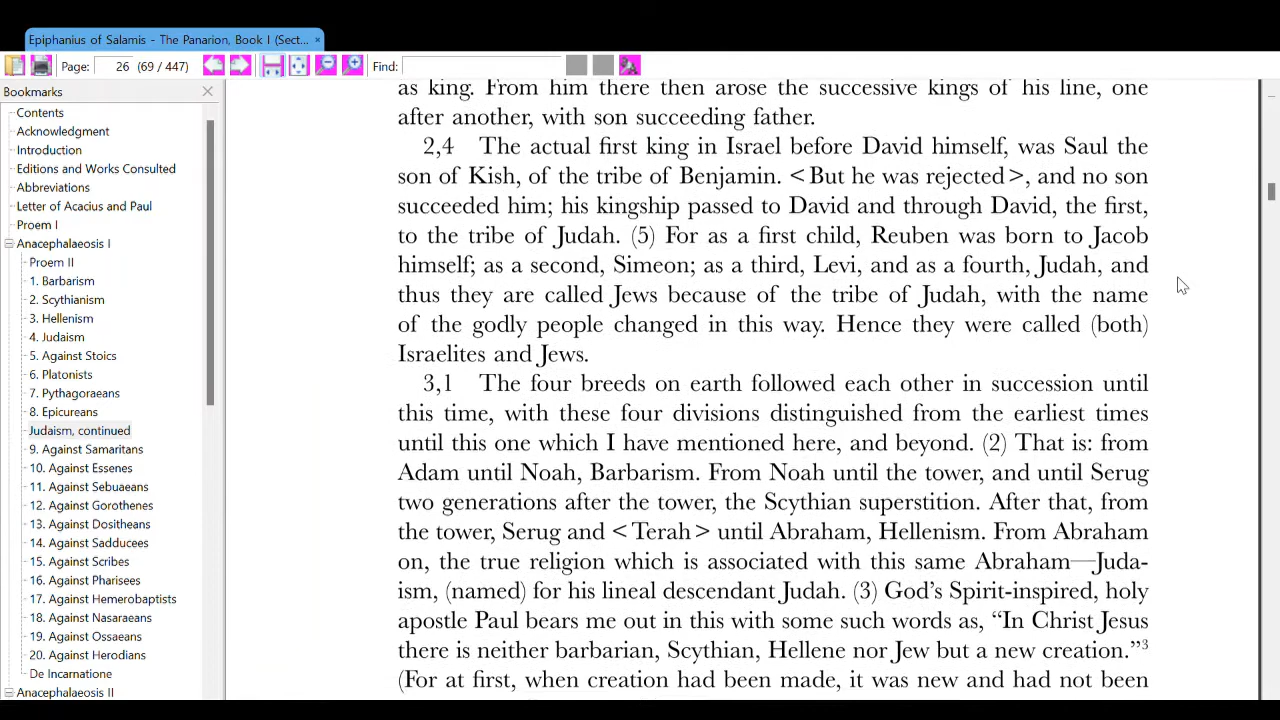 Epiphanius of Salamis - The Panarion, Book I (Sect... ×
Page: 26 (69 / 447) Find:
Bookmarks
Contents
Acknowledgment
Introduction
Editions and Works Consulted
Abbreviations
Letter of Acacius and Paul
Proem I
Anacephalaeosis I
Proem II
1. Barbarism
2. Scythianism
3. Hellenism
4. Judaism
5. Against Stoics
6. Platonists
7. Pythagoraeans
8. Epicureans
Judaism, continued
9. Against Samaritans
10. Against Essenes
11. Against Sebuaeans
12. Against Gorothenes
13. Against Dositheans
14. Against Sadducees
15. Against Scribes
16. Against Pharisees
17. Against Hemerobaptists
18. Against Nasaraeans
19. Against Ossaeans
20. Against Herodians
De Incarnatione
Anacephalaeosis II
as king. From him there then arose the successive kings of his line, one
after another, with son succeeding father.
2,4 The actual first king in Israel before David himself, was Saul the
son of Kish, of the tribe of Benjamin. <But he was rejected>, and no son
succeeded him; his kingship passed to David and through David, the first,
to the tribe of Judah. (5) For as a first child, Reuben was born to Jacob
himself; as a second, Simeon; as a third, Levi, and as a fourth, Judah, and
thus they are called Jews because of the tribe of Judah, with the name
of the godly people changed in this way. Hence they were called (both)
Israelites and Jews.
3,1 The four breeds on earth followed each other in succession until
this time, with these four divisions distinguished from the earliest times
until this one which I have mentioned here, and beyond. (2) That is: from
Adam until Noah, Barbarism. From Noah until the tower, and until Serug
two generations after the tower, the Scythian superstition. After that, from
the tower, Serug and <Terah> until Abraham, Hellenism. From Abraham
on, the true religion which is associated with this same Abraham—Juda-
ism, (named) for his lineal descendant Judah. (3) God's Spirit-inspired, holy
apostle Paul bears me out in this with some such words as, “In Christ Jesus
there is neither barbarian, Scythian, Hellene nor Jew but a new creation.”3
(For at first, when creation had been made, it was new and had not been